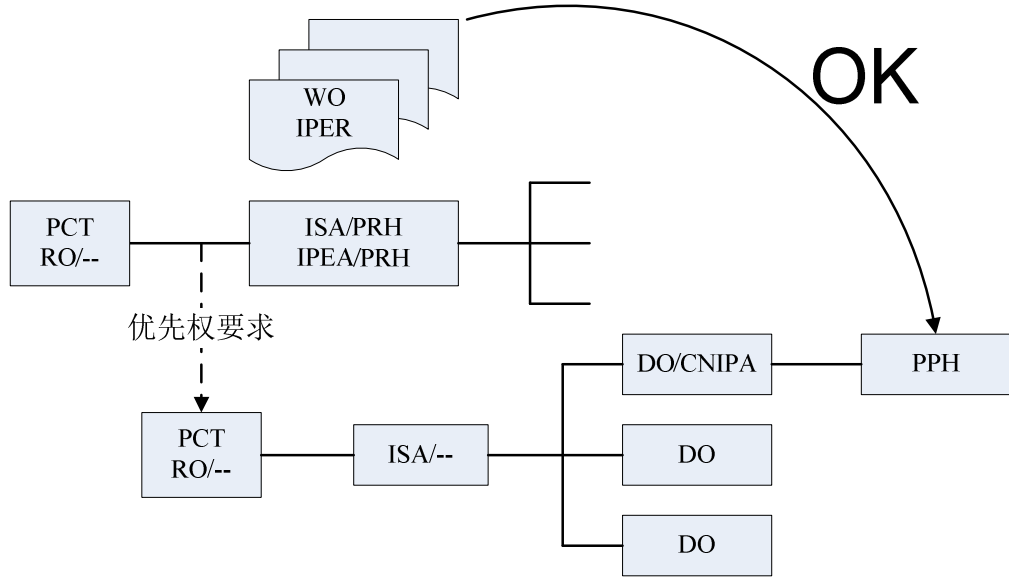 OK
WO
IPER
PCT
RO/--
ISA/PRH
IPEA/PRH
优先权要求
DO/CNIPA
PPH
PCT
RO/--
ISA/--
DO
DO